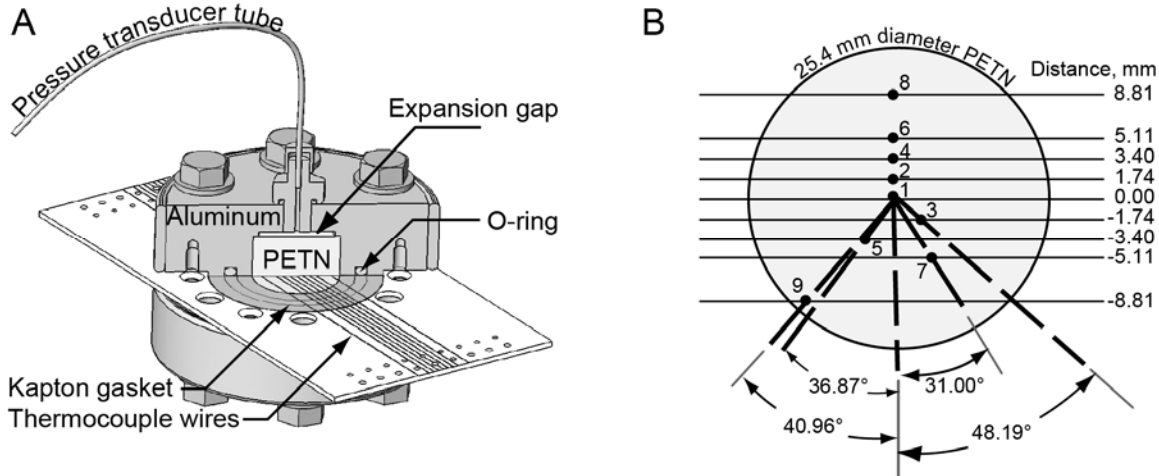 A
Pressure transducer tube
Expansion gap
Aluminum
O-ring
PETN
Kapton gasket
Thermocouple wires
B
25.4 mm diameter PETN
Distance, mm
8 8.81
6 5.11
4 3.40
2 1.74
1 0.00
3 -1.74
5 -3.40
7 -5.11
9 -8.81
36.87° 31.00°
40.96° 48.19°